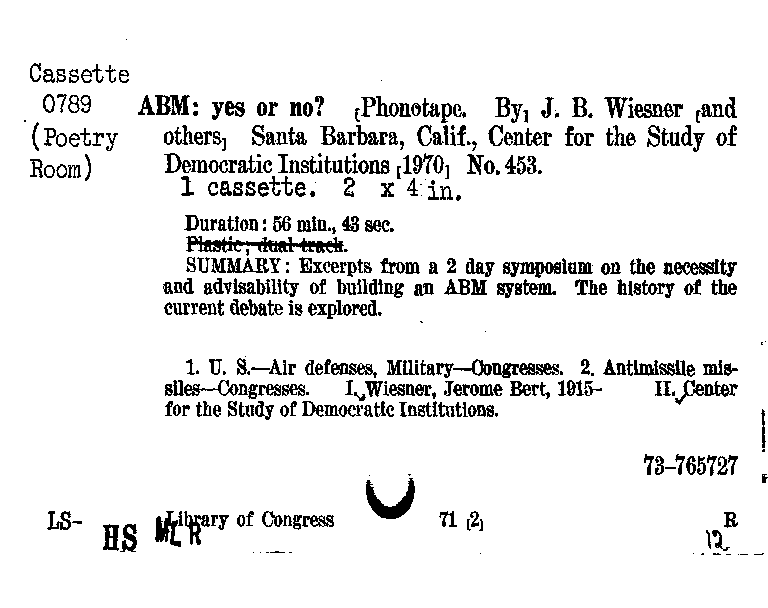 Cassette
0789 ABM: yes or no? [Phonotape. By] J. B. Wiesner [and
(Poetry others] Santa Barbara, Calif., Center for the Study of
Room) Democratic Institutions [1970] No. 453.
1 cassette. 2 x 4 in.
Duration: 56 min., 43 sec.
Plastic; dual track.
SUMMARY: Excerpts from a 2 day symposium on the necessity
and advisability of building an ABM system. The history of the
current debate is explored.
1. U. S.—Air defenses, Military—Congresses. 2. Antimissile mis-
siles—Congresses. I. Wiesner, Jerome Bert, 1915- II. Center
for the Study of Democratic Institutions.
73-765727
LS- Library of Congress 71 [2] R
HS MLR 12